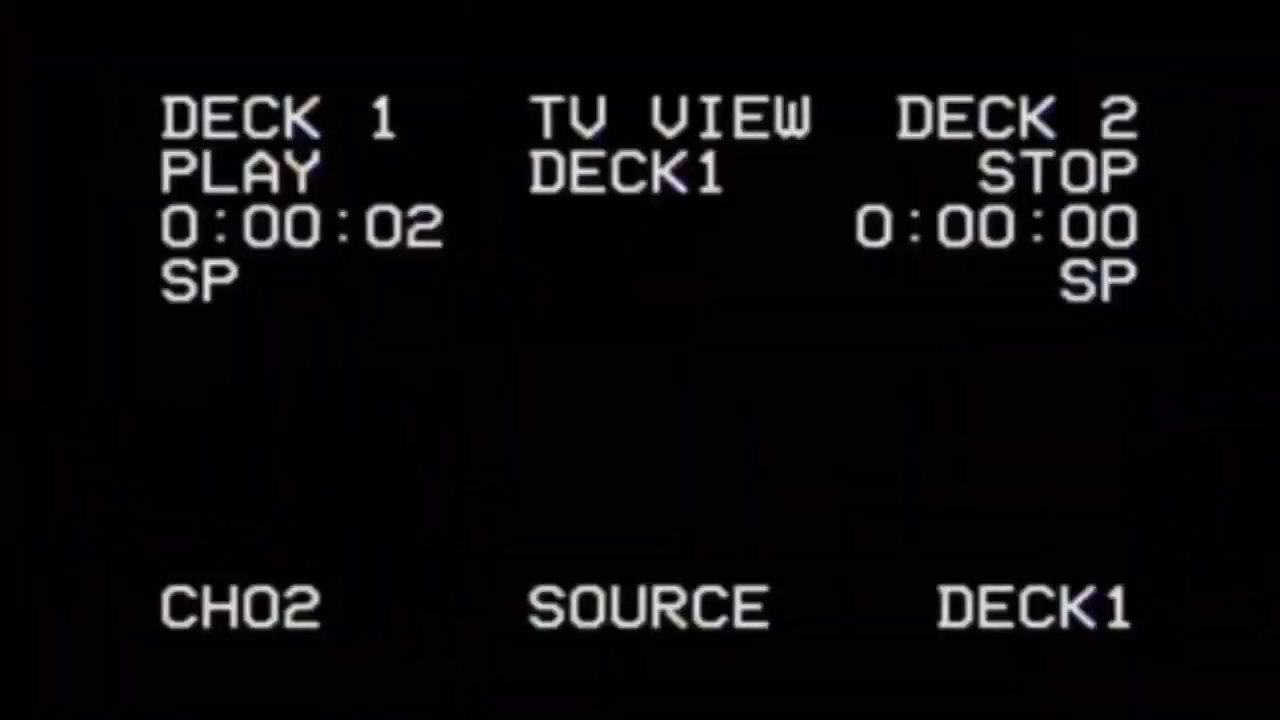 DECK 1 TV VIEW DECK 2
PLAY DECK1 STOP
0:00:02 0:00:00
SP SP
CH02 SOURCE DECK1